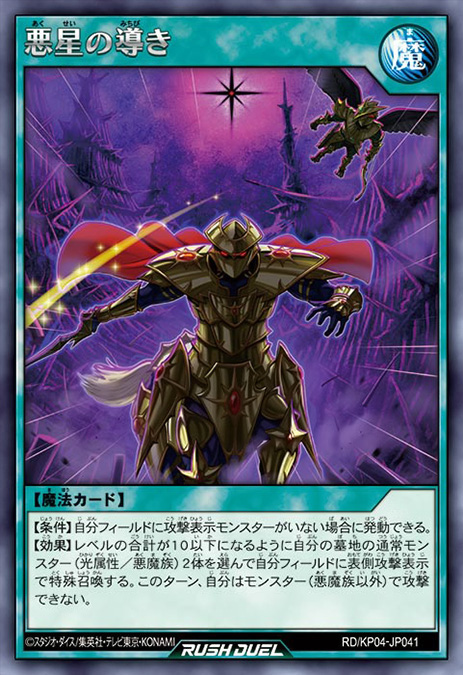 悪星の導き
魔
【魔法カード】
【条件】自分フィールドに攻撃表示モンスターがいない場合に発動できる。
【効果】レベルの合計が10以下になるように自分の墓地の通常モン
スター(光属性/悪魔族)2体を選んで自分フィールドに表側攻撃表示
で特殊召喚する。このターン、自分はモンスター(悪魔族以外)で攻撃
できない。
©スタジオ・ダイス/集英社・テレビ東京・KONAMI
RUSH DUEL
RD/KP04-JP041